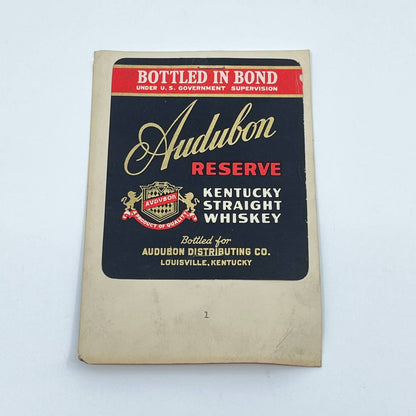 BOTTLED IN BOND
UNDER U.S. GOVERNMENT SUPERVISION
Audubon
RESERVE
AUDUBON
PRODUCT OF QUALITY
KENTUCKY
STRAIGHT
WHISKEY
Bottled for
AUDUBON DISTRIBUTING CO.
LOUISVILLE, KENTUCKY
1